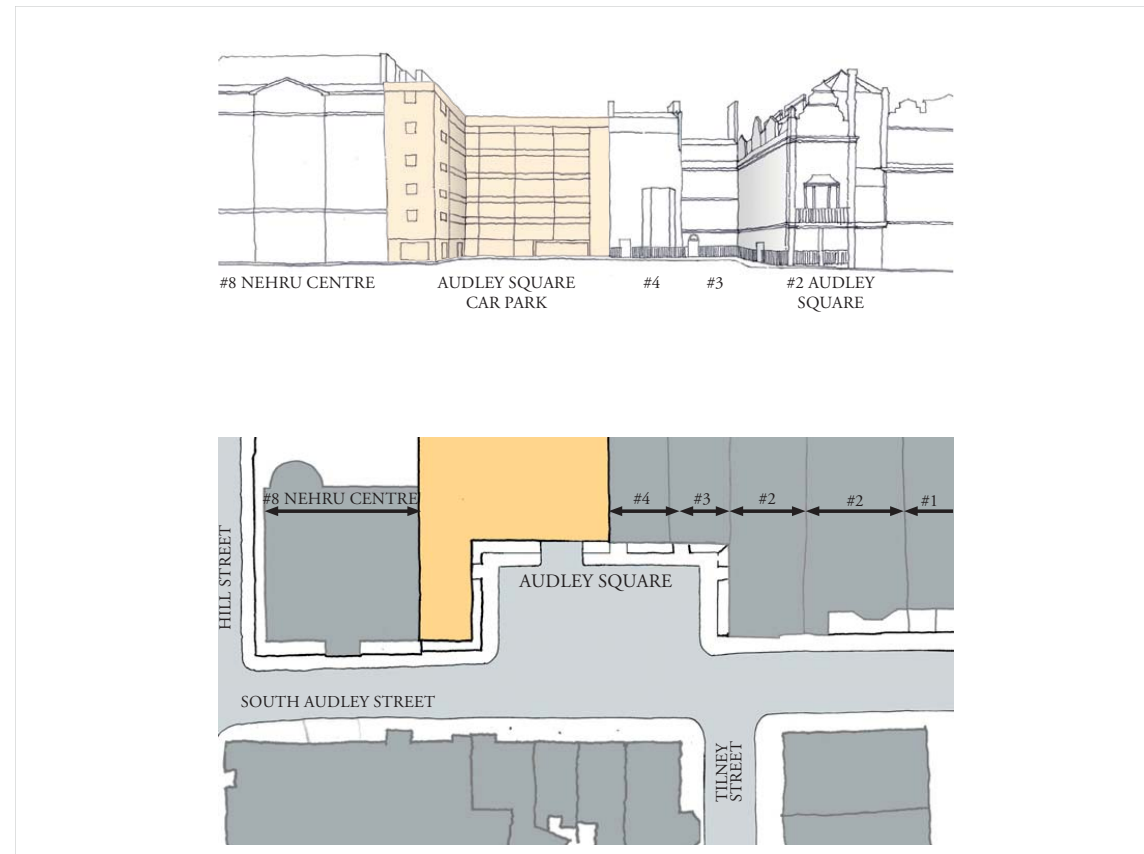 #8 NEHRU CENTRE
AUDLEY SQUARE
CAR PARK
#4
#3
#2 AUDLEY
SQUARE
#8 NEHRU CENTRE
#4
#3
#2
#2
#1
HILL STREET
AUDLEY SQUARE
SOUTH AUDLEY STREET
TILNEY
STREET